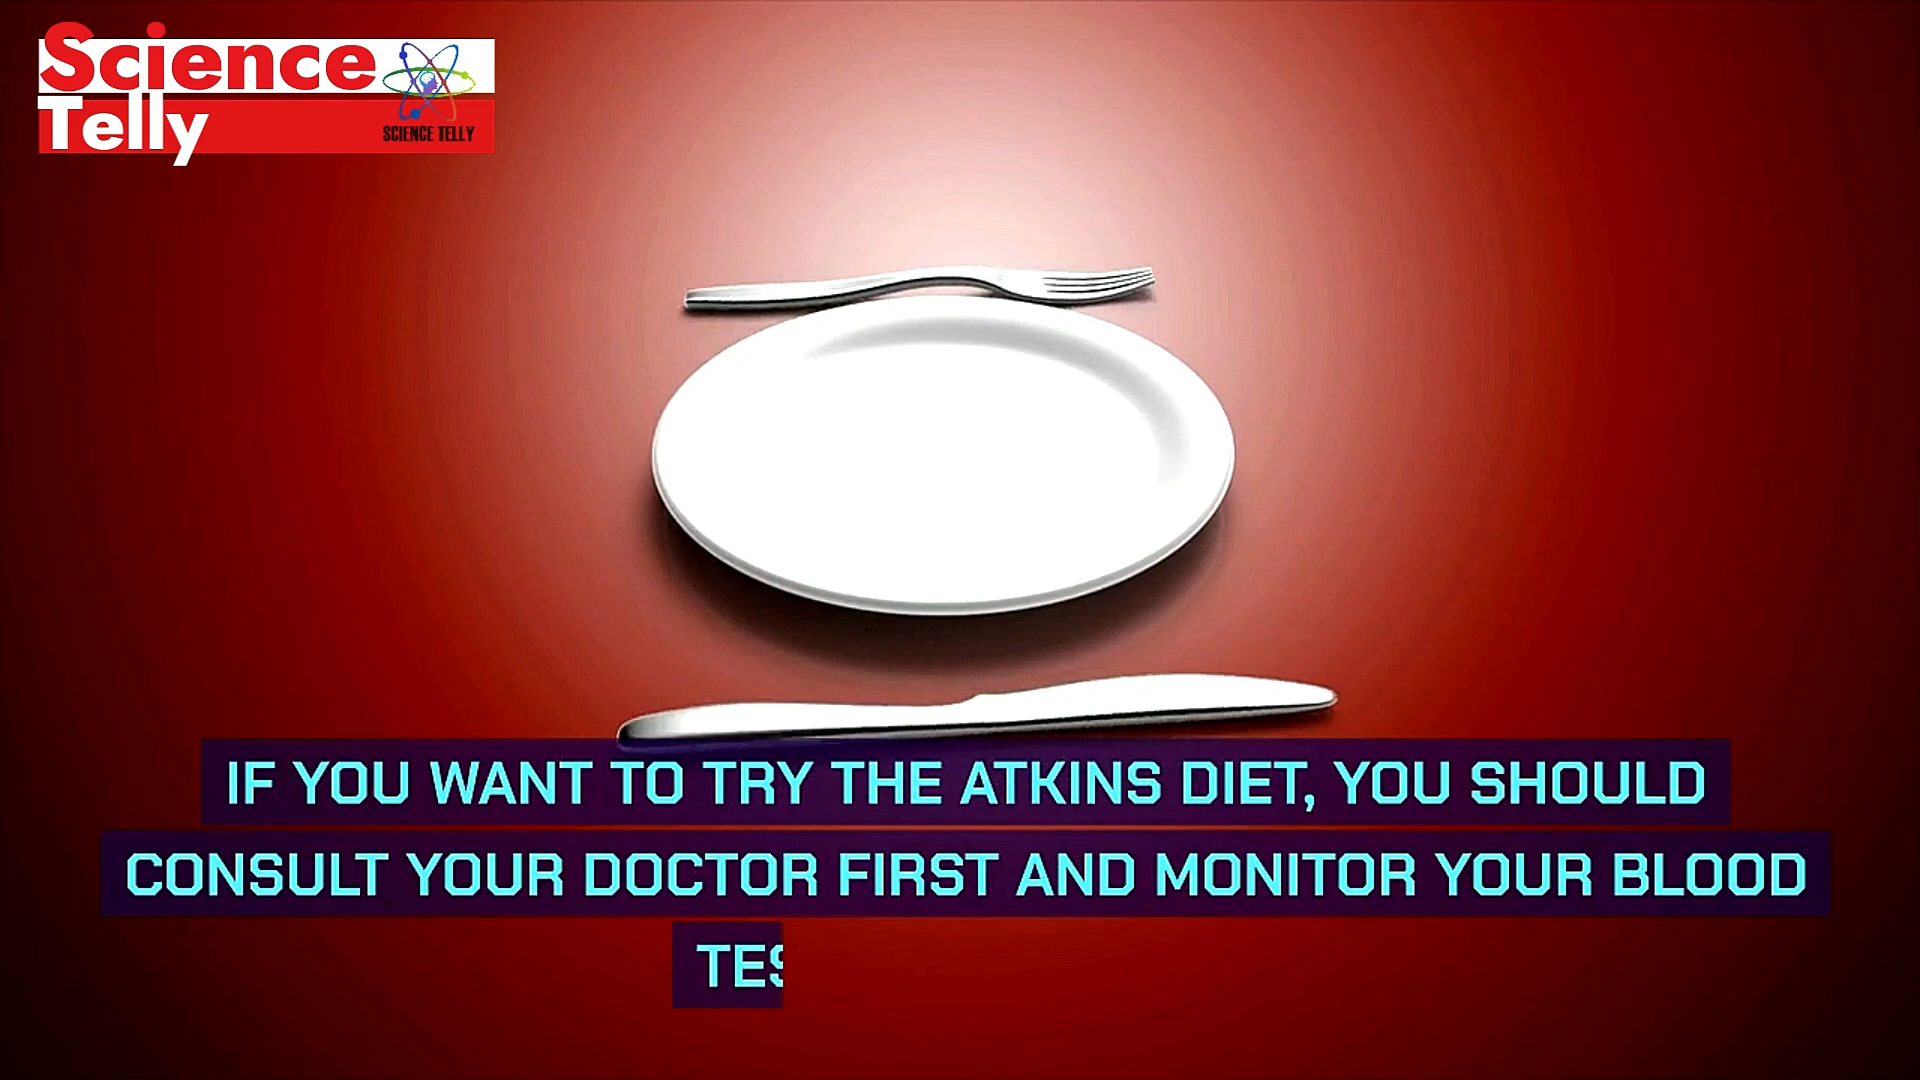 Science
Telly
SCIENCE TELLY
IF YOU WANT TO TRY THE ATKINS DIET, YOU SHOULD
CONSULT YOUR DOCTOR FIRST AND MONITOR YOUR BLOOD